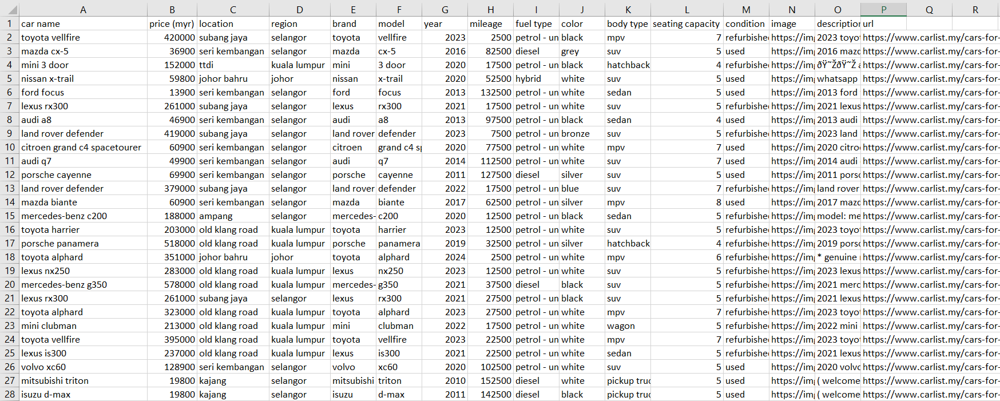 A B C D E F G H I J K L M N O P Q R
1 car name price (myr) location region brand model year mileage fuel type color body type seating capacity condition image description url
2 toyota vellfire 420000 subang jaya selangor toyota vellfire 2023 2500 petrol - un black mpv 7 refurbishe https://im 2023 toyo https://www.carlist.my/cars-for-
3 mazda cx-5 36900 seri kembangan selangor mazda cx-5 2016 82500 diesel grey suv 5 used https://im 2016 mazd https://www.carlist.my/cars-for-
4 mini 3 door 152000 ttdi kuala lumpur mini 3 door 2020 17500 petrol - un black hatchback 4 refurbishe https://im ðŸ˜ŽðŸ˜Ž a https://www.carlist.my/cars-for-
5 nissan x-trail 59800 johor bahru johor nissan x-trail 2020 52500 hybrid white suv 5 used https://im whatsapp https://www.carlist.my/cars-for-
6 ford focus 13900 seri kembangan selangor ford focus 2013 132500 petrol - un white sedan 5 used https://im 2013 ford https://www.carlist.my/cars-for-
7 lexus rx300 261000 subang jaya selangor lexus rx300 2021 17500 petrol - un white suv 5 refurbishe https://im 2021 lexus https://www.carlist.my/cars-for-
8 audi a8 46900 seri kembangan selangor audi a8 2013 97500 petrol - un black sedan 4 used https://im 2013 audi https://www.carlist.my/cars-for-
9 land rover defender 419000 subang jaya selangor land rover defender 2023 7500 petrol - un bronze suv 5 refurbishe https://im 2023 land https://www.carlist.my/cars-for-
10 citroen grand c4 spacetourer 60900 seri kembangan selangor citroen grand c4 sp 2020 77500 petrol - un white mpv 7 used https://im 2020 citro https://www.carlist.my/cars-for-
11 audi q7 49900 seri kembangan selangor audi q7 2014 112500 petrol - un white suv 7 used https://im 2014 audi https://www.carlist.my/cars-for-
12 porsche cayenne 69900 seri kembangan selangor porsche cayenne 2011 127500 diesel silver suv 5 used https://im 2011 porsc https://www.carlist.my/cars-for-
13 land rover defender 379000 subang jaya selangor land rover defender 2022 17500 petrol - un blue suv 7 refurbishe https://im land rover https://www.carlist.my/cars-for-
14 mazda biante 60900 seri kembangan selangor mazda biante 2017 62500 petrol - un silver mpv 8 used https://im 2017 mazd https://www.carlist.my/cars-for-
15 mercedes-benz c200 188000 ampang selangor mercedes- c200 2020 12500 petrol - un black sedan 5 refurbishe https://im model: me https://www.carlist.my/cars-for-
16 toyota harrier 203000 old klang road kuala lumpur toyota harrier 2023 12500 petrol - un white suv 5 refurbishe https://im 2023 toyo https://www.carlist.my/cars-for-
17 porsche panamera 518000 old klang road kuala lumpur porsche panamera 2019 32500 petrol - un silver hatchback 4 refurbishe https://im 2019 porsc https://www.carlist.my/cars-for-
18 toyota alphard 351000 johor bahru johor toyota alphard 2024 2500 petrol - un white mpv 6 refurbishe https://im * genuine https://www.carlist.my/cars-for-
19 lexus nx250 283000 old klang road kuala lumpur lexus nx250 2023 12500 petrol - un white suv 5 refurbishe https://im 2023 lexus https://www.carlist.my/cars-for-
20 mercedes-benz g350 578000 old klang road kuala lumpur mercedes- g350 2021 37500 diesel black suv 5 refurbishe https://im 2021 merc https://www.carlist.my/cars-for-
21 lexus rx300 261000 subang jaya selangor lexus rx300 2021 27500 petrol - un black suv 5 refurbishe https://im 2021 lexus https://www.carlist.my/cars-for-
22 toyota alphard 323000 old klang road kuala lumpur toyota alphard 2023 27500 petrol - un white mpv 7 refurbishe https://im 2023 toyo https://www.carlist.my/cars-for-
23 mini clubman 213000 old klang road kuala lumpur mini clubman 2022 17500 petrol - un white wagon 5 refurbishe https://im 2022 mini https://www.carlist.my/cars-for-
24 toyota vellfire 395000 old klang road kuala lumpur toyota vellfire 2023 22500 petrol - un white mpv 7 refurbishe https://im 2023 toyo https://www.carlist.my/cars-for-
25 lexus is300 237000 old klang road kuala lumpur lexus is300 2021 22500 petrol - un white sedan 5 refurbishe https://im 2021 lexus https://www.carlist.my/cars-for-
26 volvo xc60 128900 seri kembangan selangor volvo xc60 2020 102500 petrol - un white suv 5 used https://im 2020 volvo https://www.carlist.my/cars-for-
27 mitsubishi triton 19800 kajang selangor mitsubishi triton 2010 152500 diesel white pickup truc 5 used https://im ( welcome https://www.carlist.my/cars-for-
28 isuzu d-max 19800 kajang selangor isuzu d-max 2011 142500 diesel black pickup truc 5 used https://im ( welcome https://www.carlist.my/cars-for-